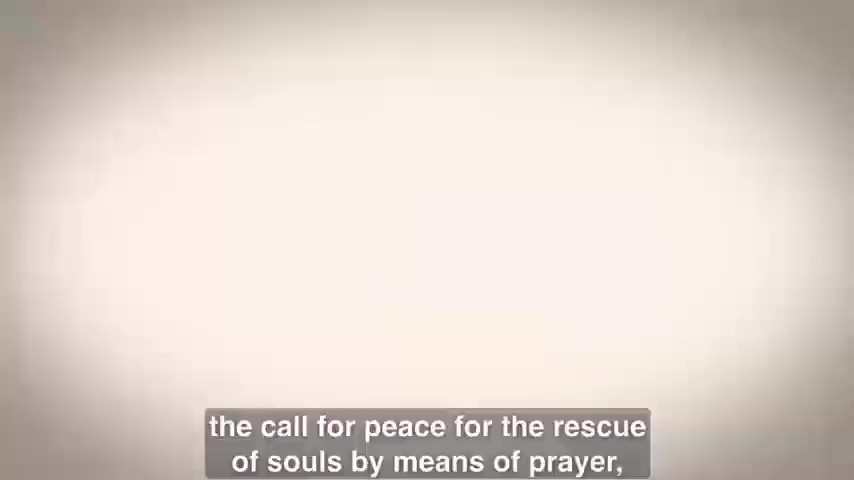 the call for peace for the rescue
of souls by means of prayer,